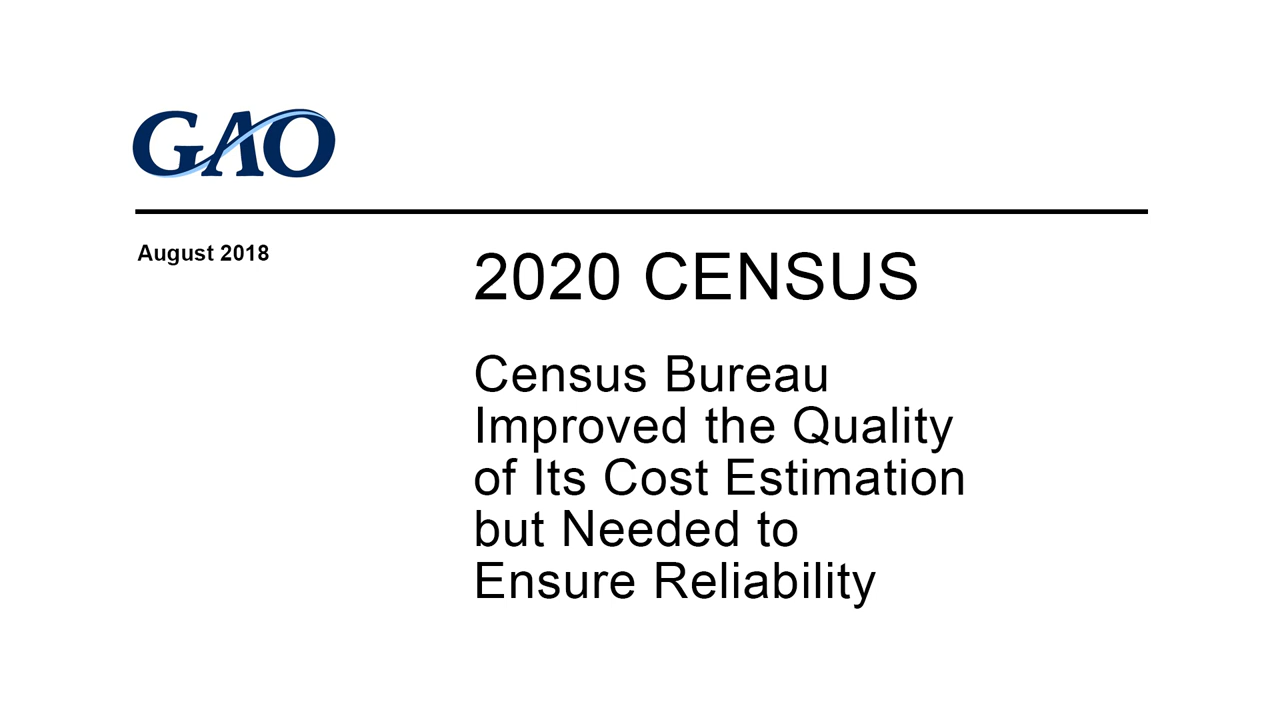 GAO
August 2018
2020 CENSUS
Census Bureau
Improved the Quality
of Its Cost Estimation
but Needed to
Ensure Reliability